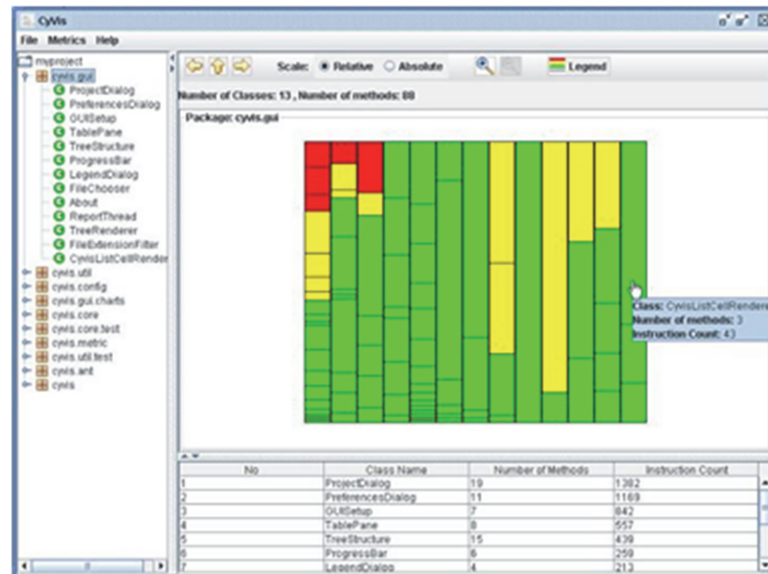 CyVis
File Metrics Help
myproject
cyvis.gui
ProjectDialog
PreferencesDialog
GUISetup
TablePane
TreeStructure
ProgressBar
LegendDialog
FileChooser
About
ReportThread
TreeRenderer
FileExtensionFilter
CyvisListCellRender
cyvis.util
cyvis.config
cyvis.gui.charts
cyvis.core
cyvis.core.test
cyvis.metric
cyvis.util.test
cyvis.ant
cyvis
Scale: Relative Absolute Legend
Number of Classes: 13 , Number of methods: 88
Package: cyvis.gui
Class: CyvisListCellRendere
Number of methods: 3
Instruction Count: 43
No Class Name Number of Methods Instruction Count
1 ProjectDialog 19 1382
2 PreferencesDialog 11 1169
3 GUISetup 7 842
4 TablePane 8 557
5 TreeStructure 15 439
6 ProgressBar 6 259
7 LegendDialog 4 213